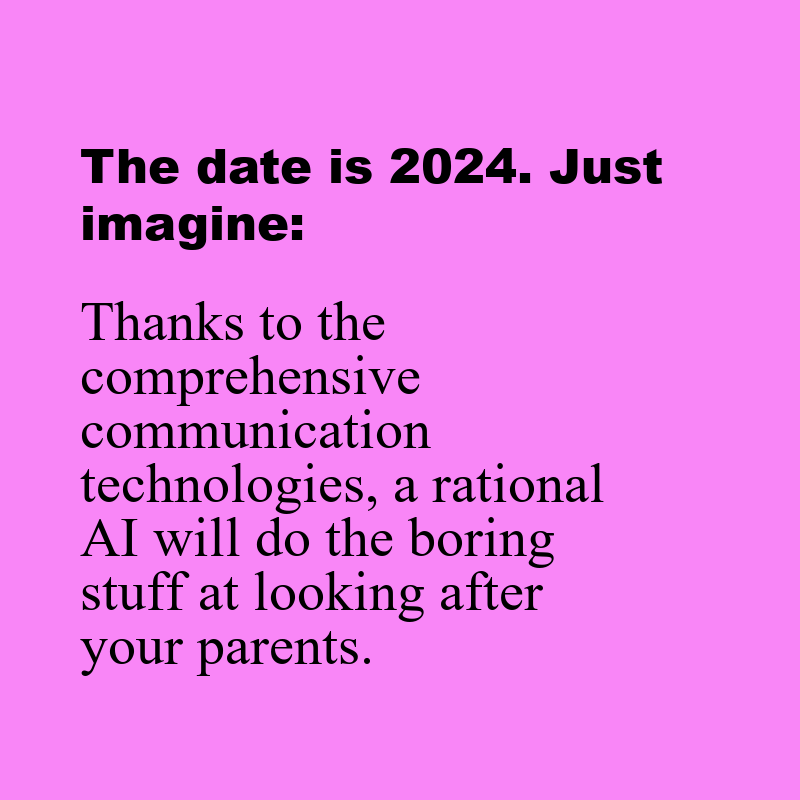 The date is 2024. Just
imagine:
Thanks to the
comprehensive
communication
technologies, a rational
AI will do the boring
stuff at looking after
your parents.